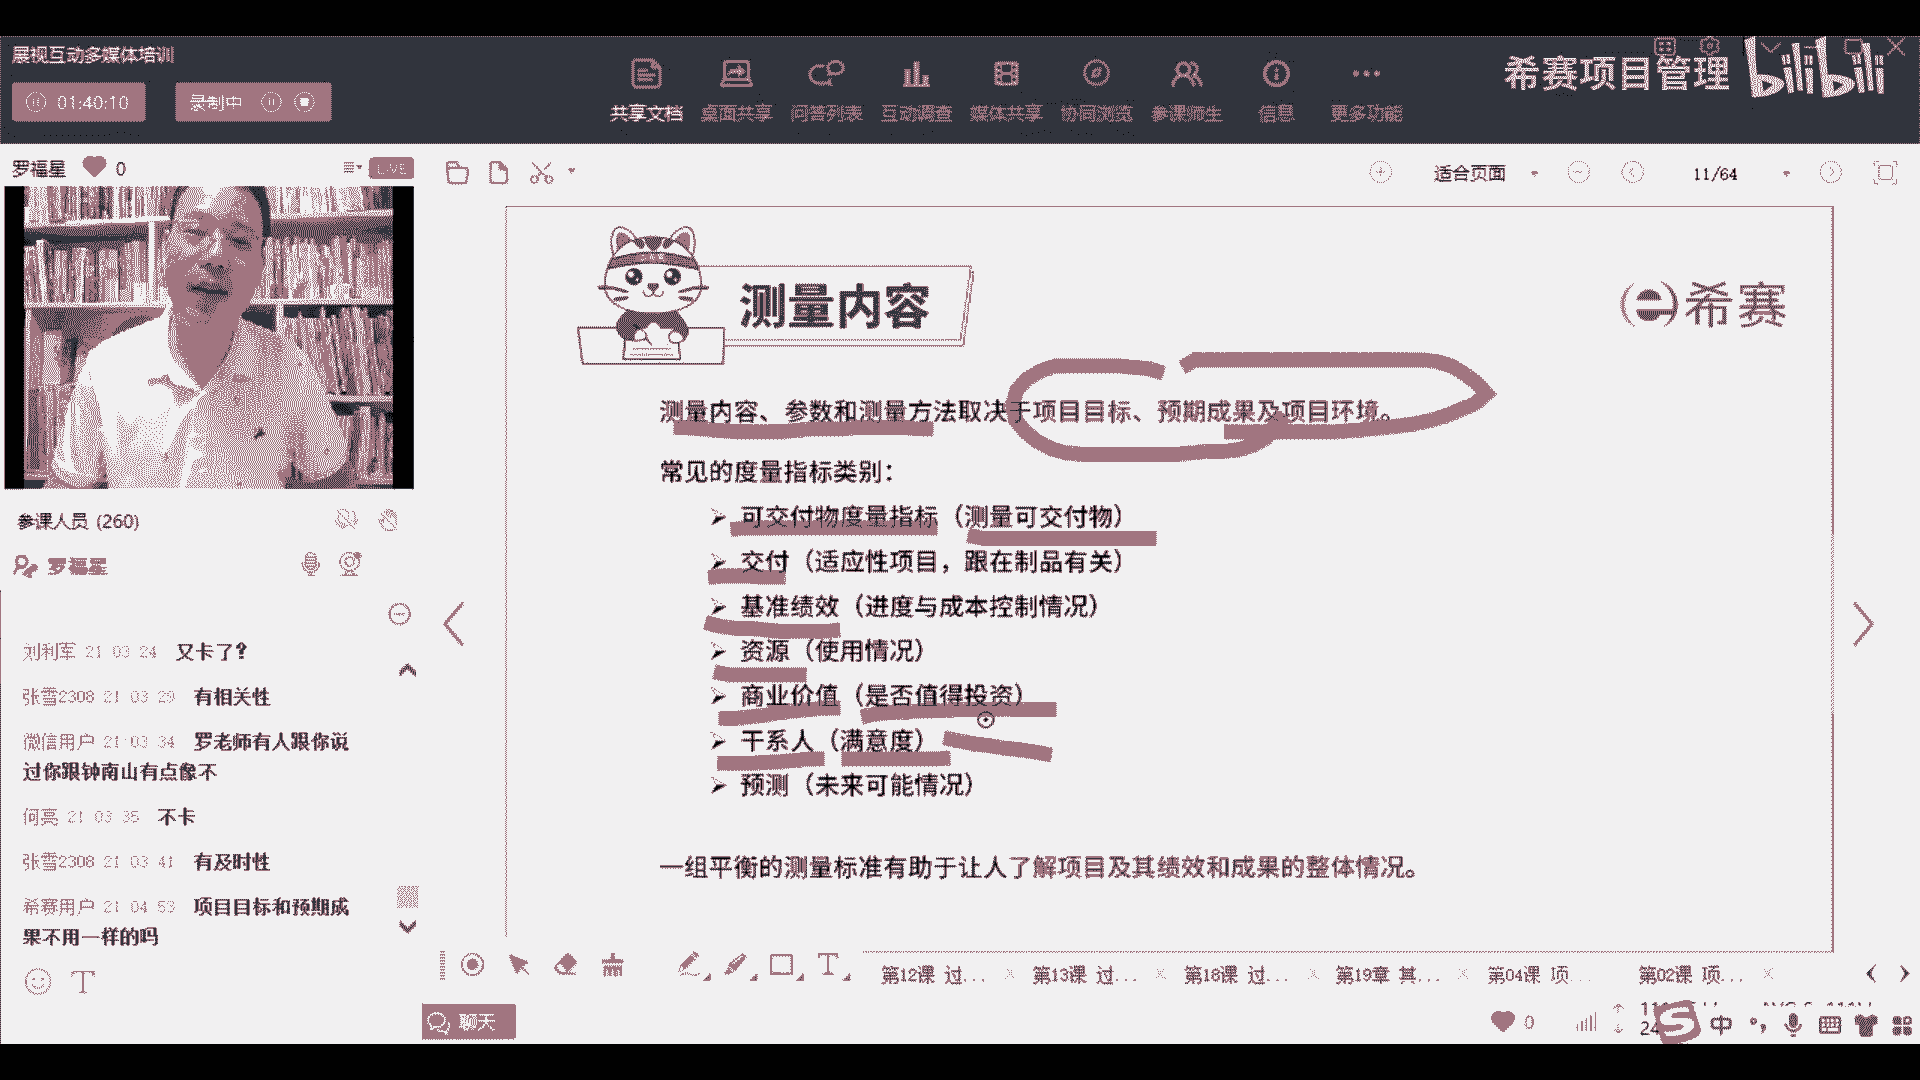 展视互动多媒体培训
01:40:10
录制中
共享文档
桌面共享
问答列表
互动调查
媒体共享
协同浏览
参课师生
信息
更多功能
希赛项目管理
bilibili
罗福星
0
LIVE
适合页面
11/64
测量内容
希赛
测量内容、参数和测量方法取决于项目目标、预期成果及项目环境。
常见的度量指标类别：
➢ 可交付物度量指标（测量可交付物）
➢ 交付（适应性项目，跟在制品有关）
➢ 基准绩效（进度与成本控制情况）
➢ 资源（使用情况）
➢ 商业价值（是否值得投资）
➢ 干系人（满意度）
➢ 预测（未来可能情况）
一组平衡的测量标准有助于让人了解项目及其绩效和成果的整体情况。
参课人员 (260)
罗福星
刘利军 21 03 24 又卡了？
张雪2308 21 03 29 有相关性
微信用户 21 03 34 罗老师有人跟你说
过你跟钟南山有点像不
何亮 21 03 35 不卡
张雪2308 21 03 41 有及时性
希赛用户 21 04 53 项目目标和预期成
果不用一样的吗
聊天
第12课 过...
第13课 过...
第18课 过...
第19章 其...
第04课 项...
第02课 项...
0
中